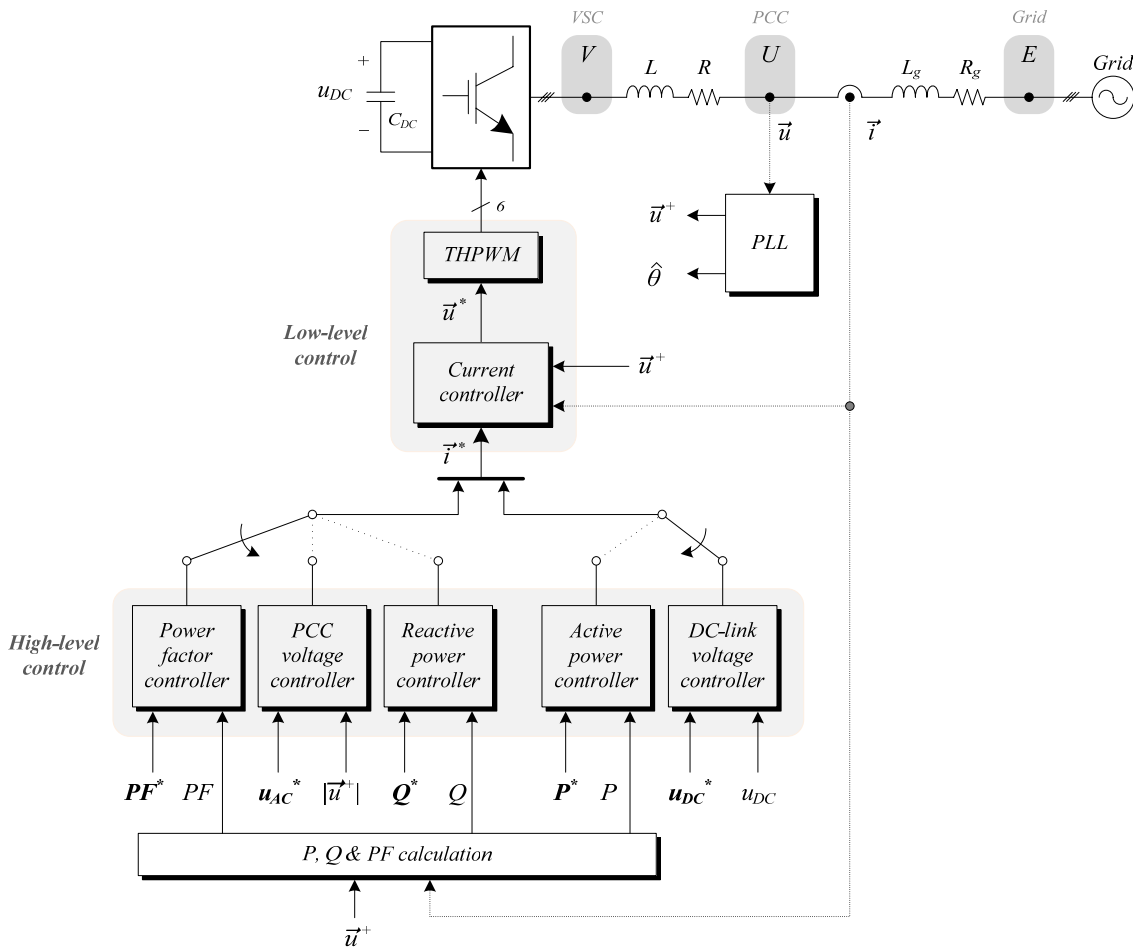 VSC
PCC
Grid
V
L
R
U
L_g
R_g
E
Grid
+
u_DC
C_DC
−
u⃗
i⃗
6
THPWM
u⃗⁺
PLL
θ̂
u⃗*
Low-level
control
Current
controller
u⃗⁺
i⃗*
High-level
control
Power
factor
controller
PCC
voltage
controller
Reactive
power
controller
Active
power
controller
DC-link
voltage
controller
PF* PF u_AC* |u⃗⁺| Q* Q P* P u_DC* u_DC
P, Q & PF calculation
u⃗⁺